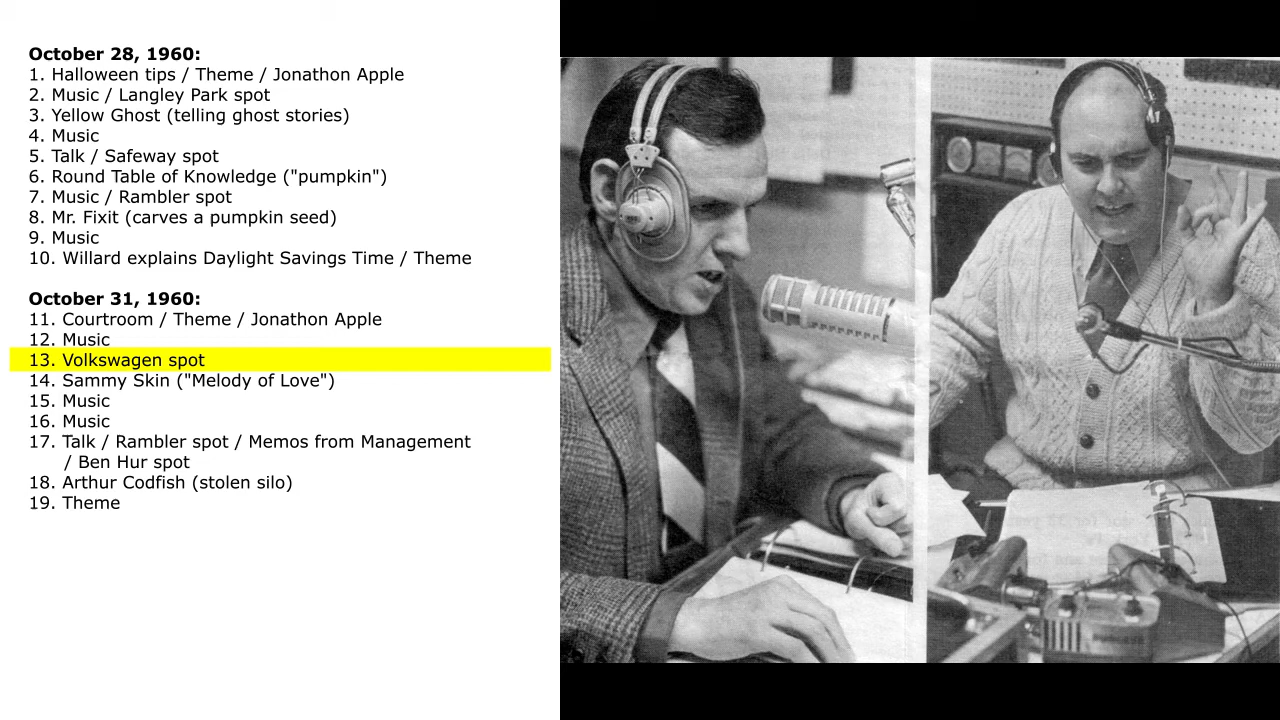 October 28, 1960:
1. Halloween tips / Theme / Jonathon Apple
2. Music / Langley Park spot
3. Yellow Ghost (telling ghost stories)
4. Music
5. Talk / Safeway spot
6. Round Table of Knowledge ("pumpkin")
7. Music / Rambler spot
8. Mr. Fixit (carves a pumpkin seed)
9. Music
10. Willard explains Daylight Savings Time / Theme
October 31, 1960:
11. Courtroom / Theme / Jonathon Apple
12. Music
13. Volkswagen spot
14. Sammy Skin ("Melody of Love")
15. Music
16. Music
17. Talk / Rambler spot / Memos from Management
/ Ben Hur spot
18. Arthur Codfish (stolen silo)
19. Theme